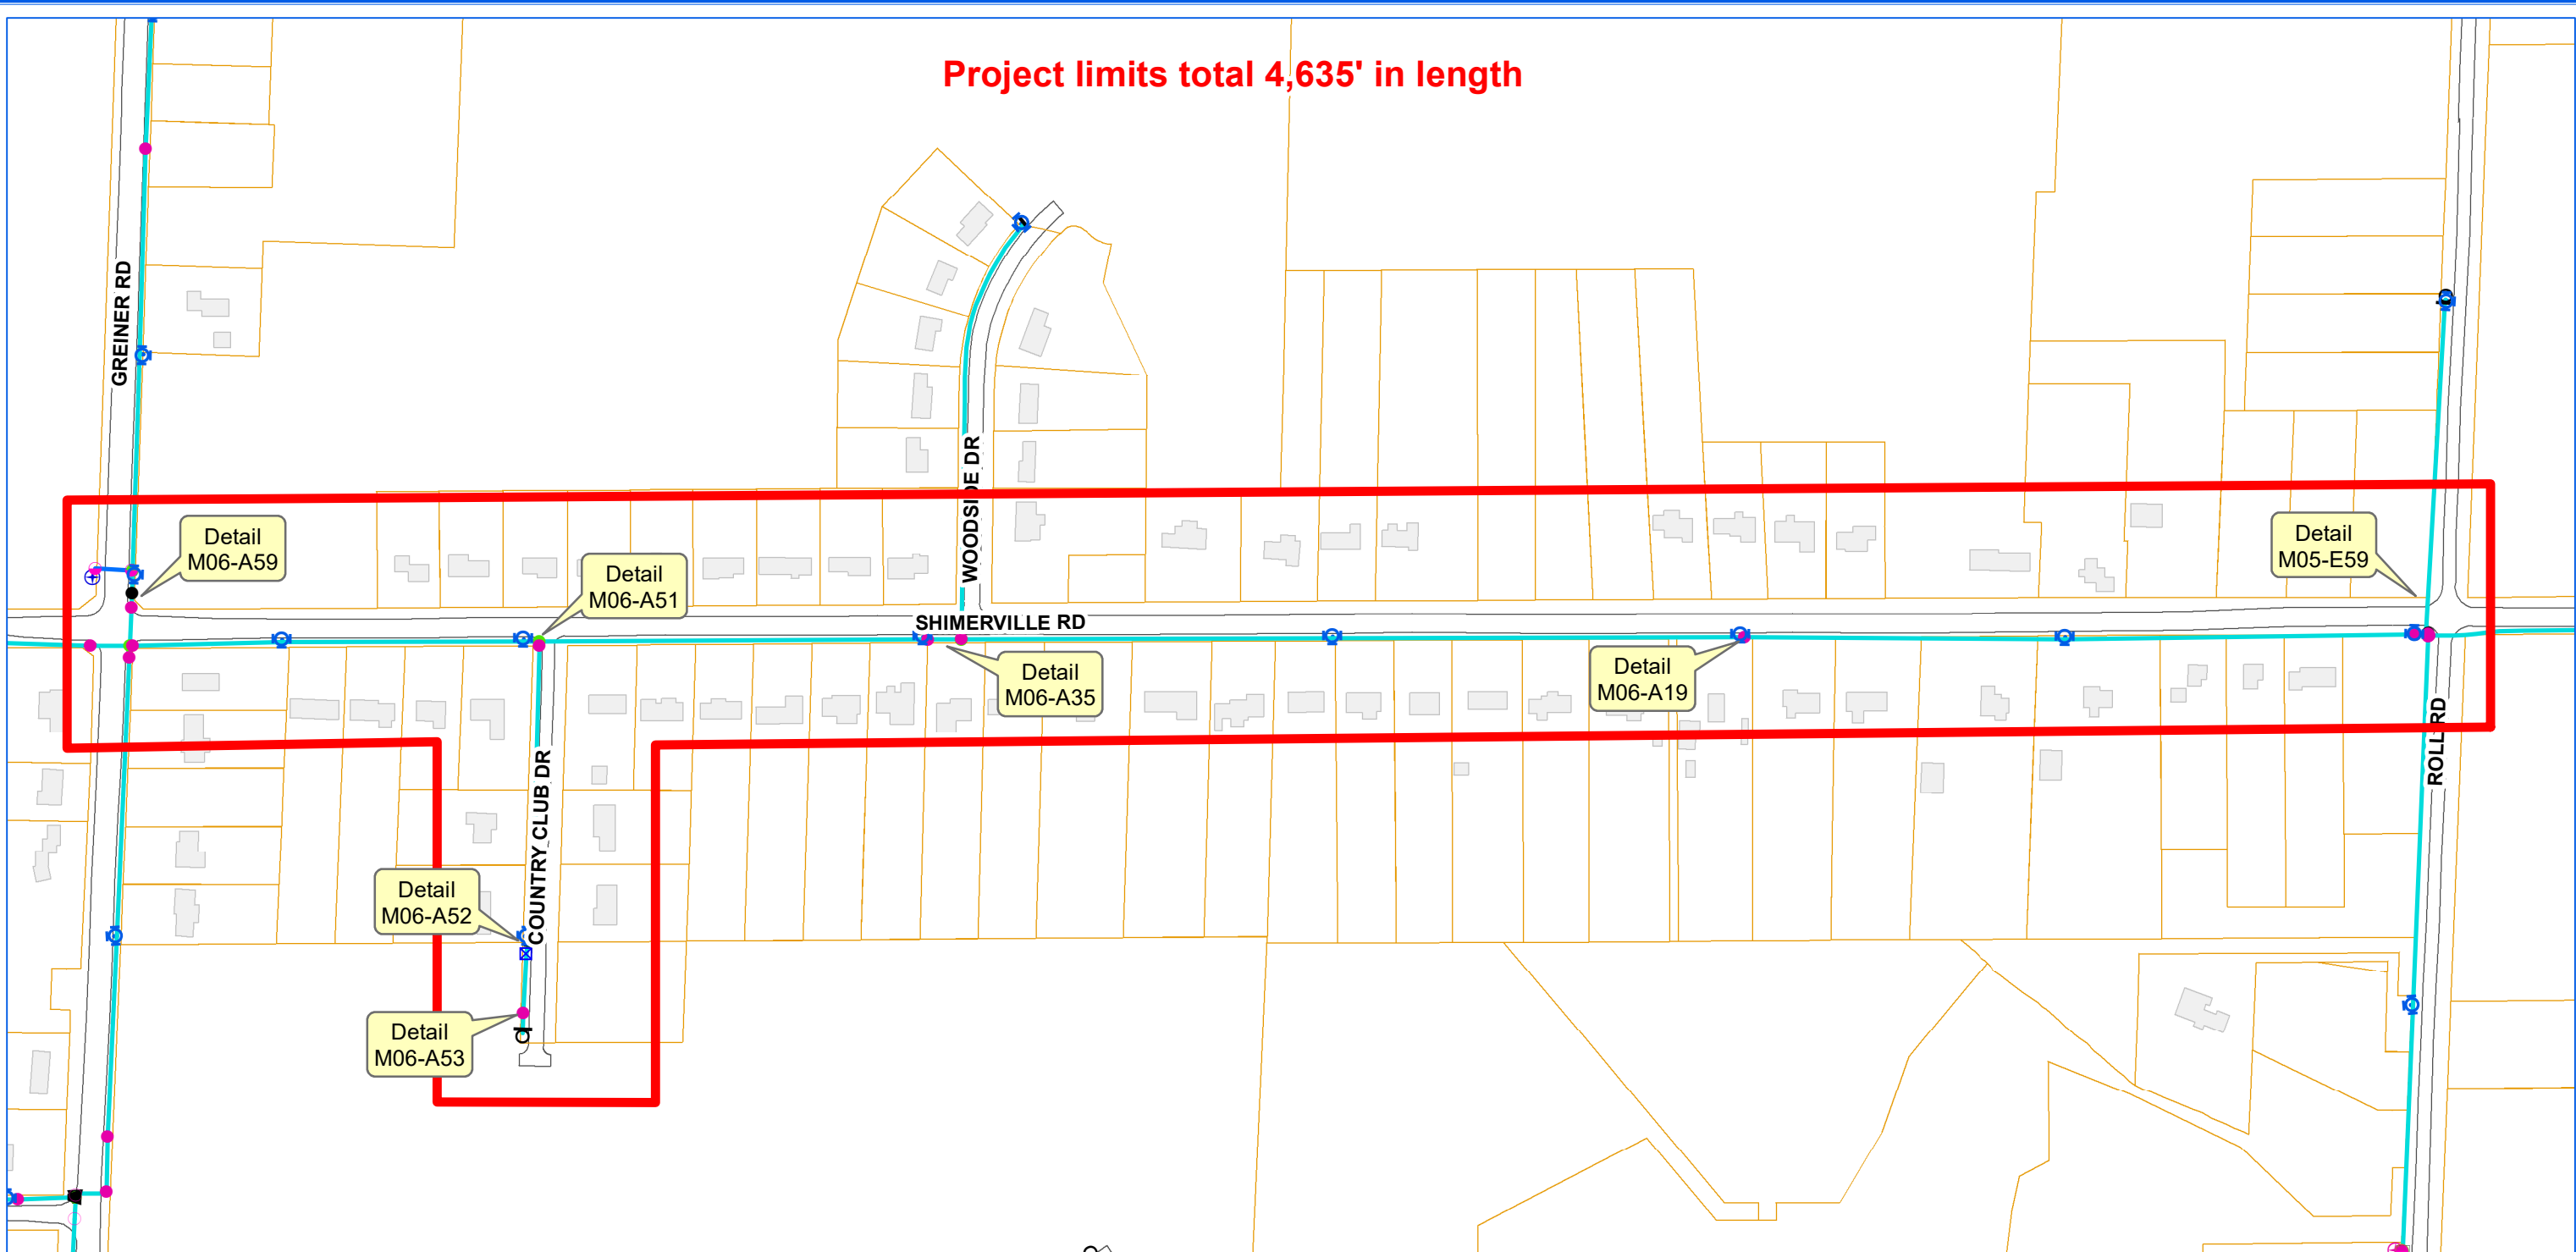 Project limits total 4,635' in length
GREINER RD
WOODSIDE DR
Detail
M06-A59
Detail
M06-A51
Detail
M05-E59
SHIMERVILLE RD
Detail
M06-A35
Detail
M06-A19
ROLL RD
COUNTRY CLUB DR
Detail
M06-A52
Detail
M06-A53